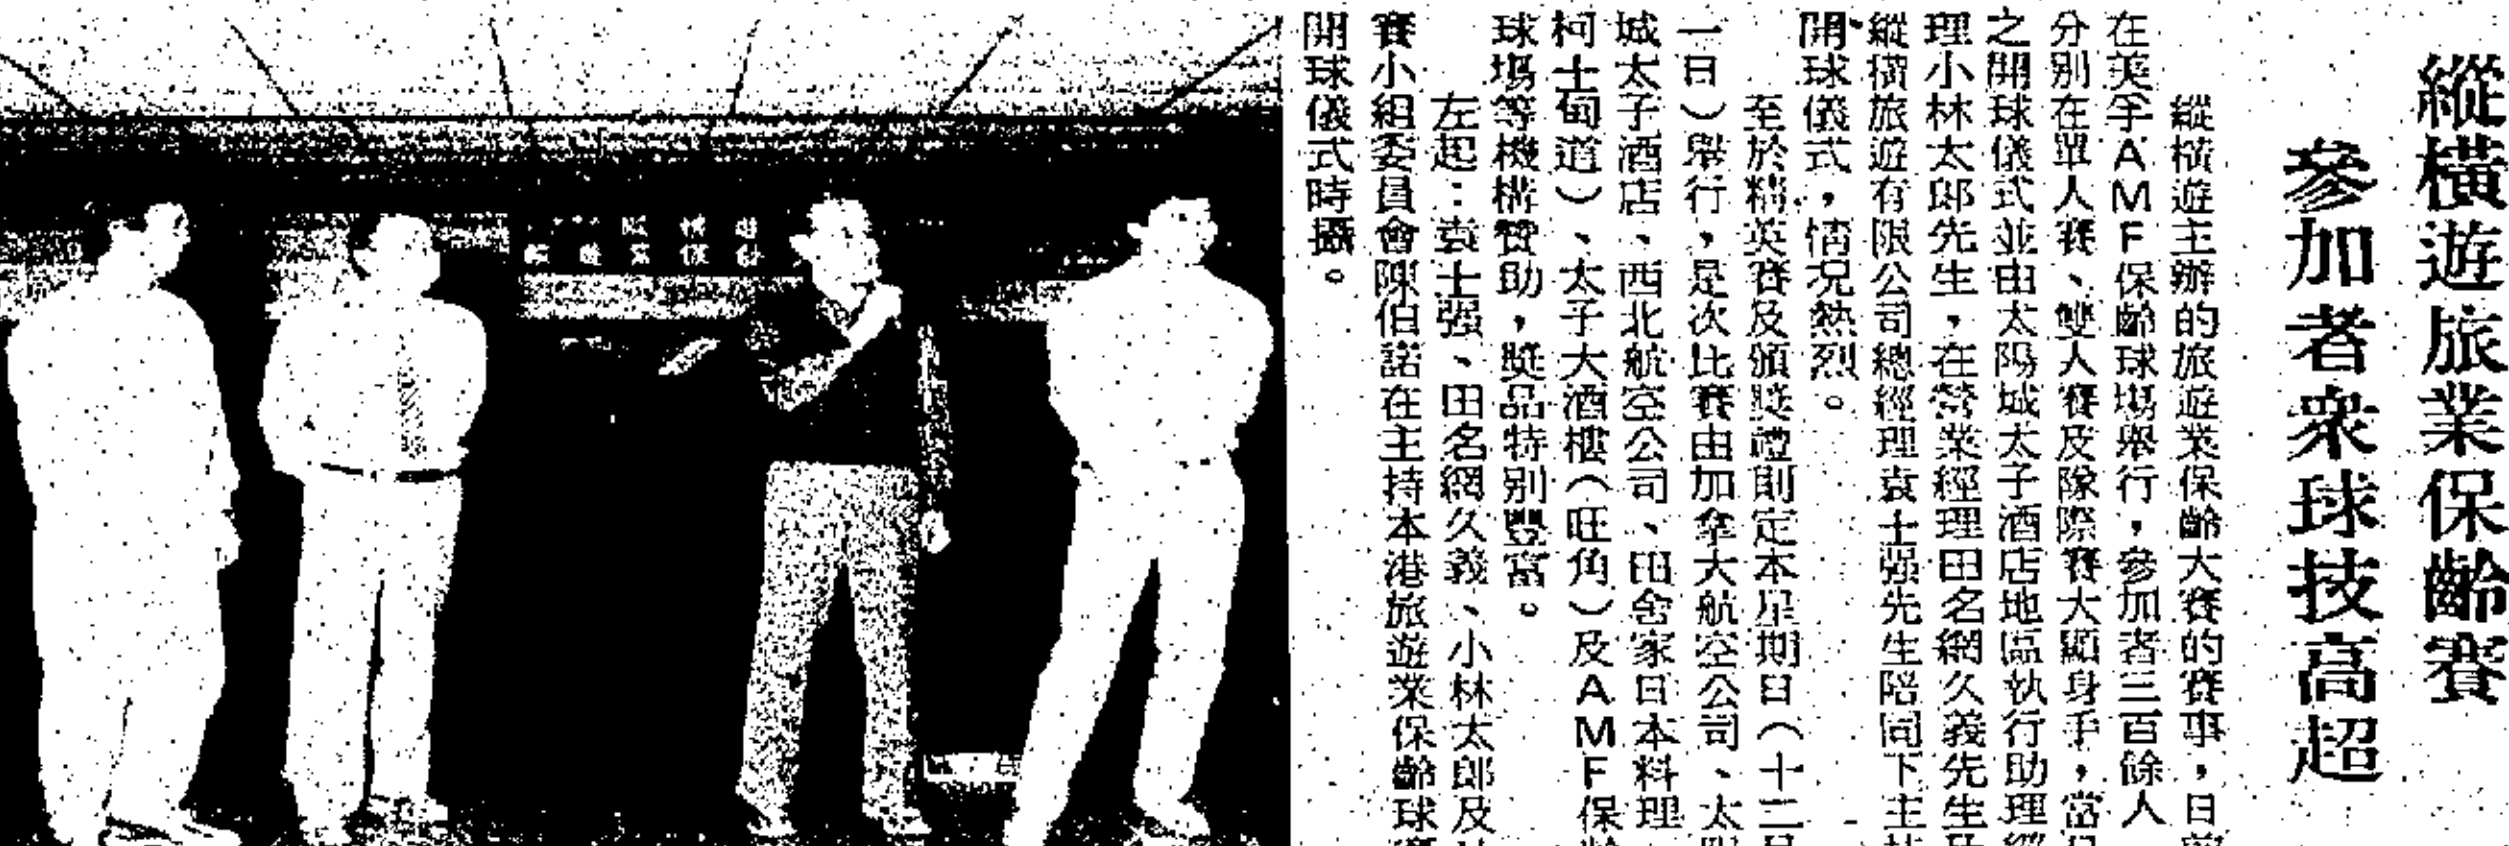 縱橫遊旅業保齡賽
參加者衆球技高超
縱橫遊主辦的旅遊業保齡大賽的賽事，日
在美孚AMF保齡球塲舉行，參加者三百餘人
分別在單人賽、雙人賽及隊際賽大顯身手，當
之開球儀式並由太陽城太子酒店地區執行助理經
理小林太郎先生，在營業經理田名網久義先生及
縱橫旅遊有限公司總經理袁士强先生陪同下主持
開球儀式，情況熱烈。
至於精英賽及頒獎禮則定本星期日（十二月
一日）舉行，是次比賽由加拿大航空公司、太陽
城太子酒店、西北航空公司、田舍家日本料理
柯士甸道）、太子大酒樓（旺角）及AMF保齡
球塲等機構贊助，獎品特別豐富。
左起：袁士强、田名網久義、小林太郎及
賽小組委員會陳伯諾在主持本港旅遊業保齡球
開球儀式時攝。